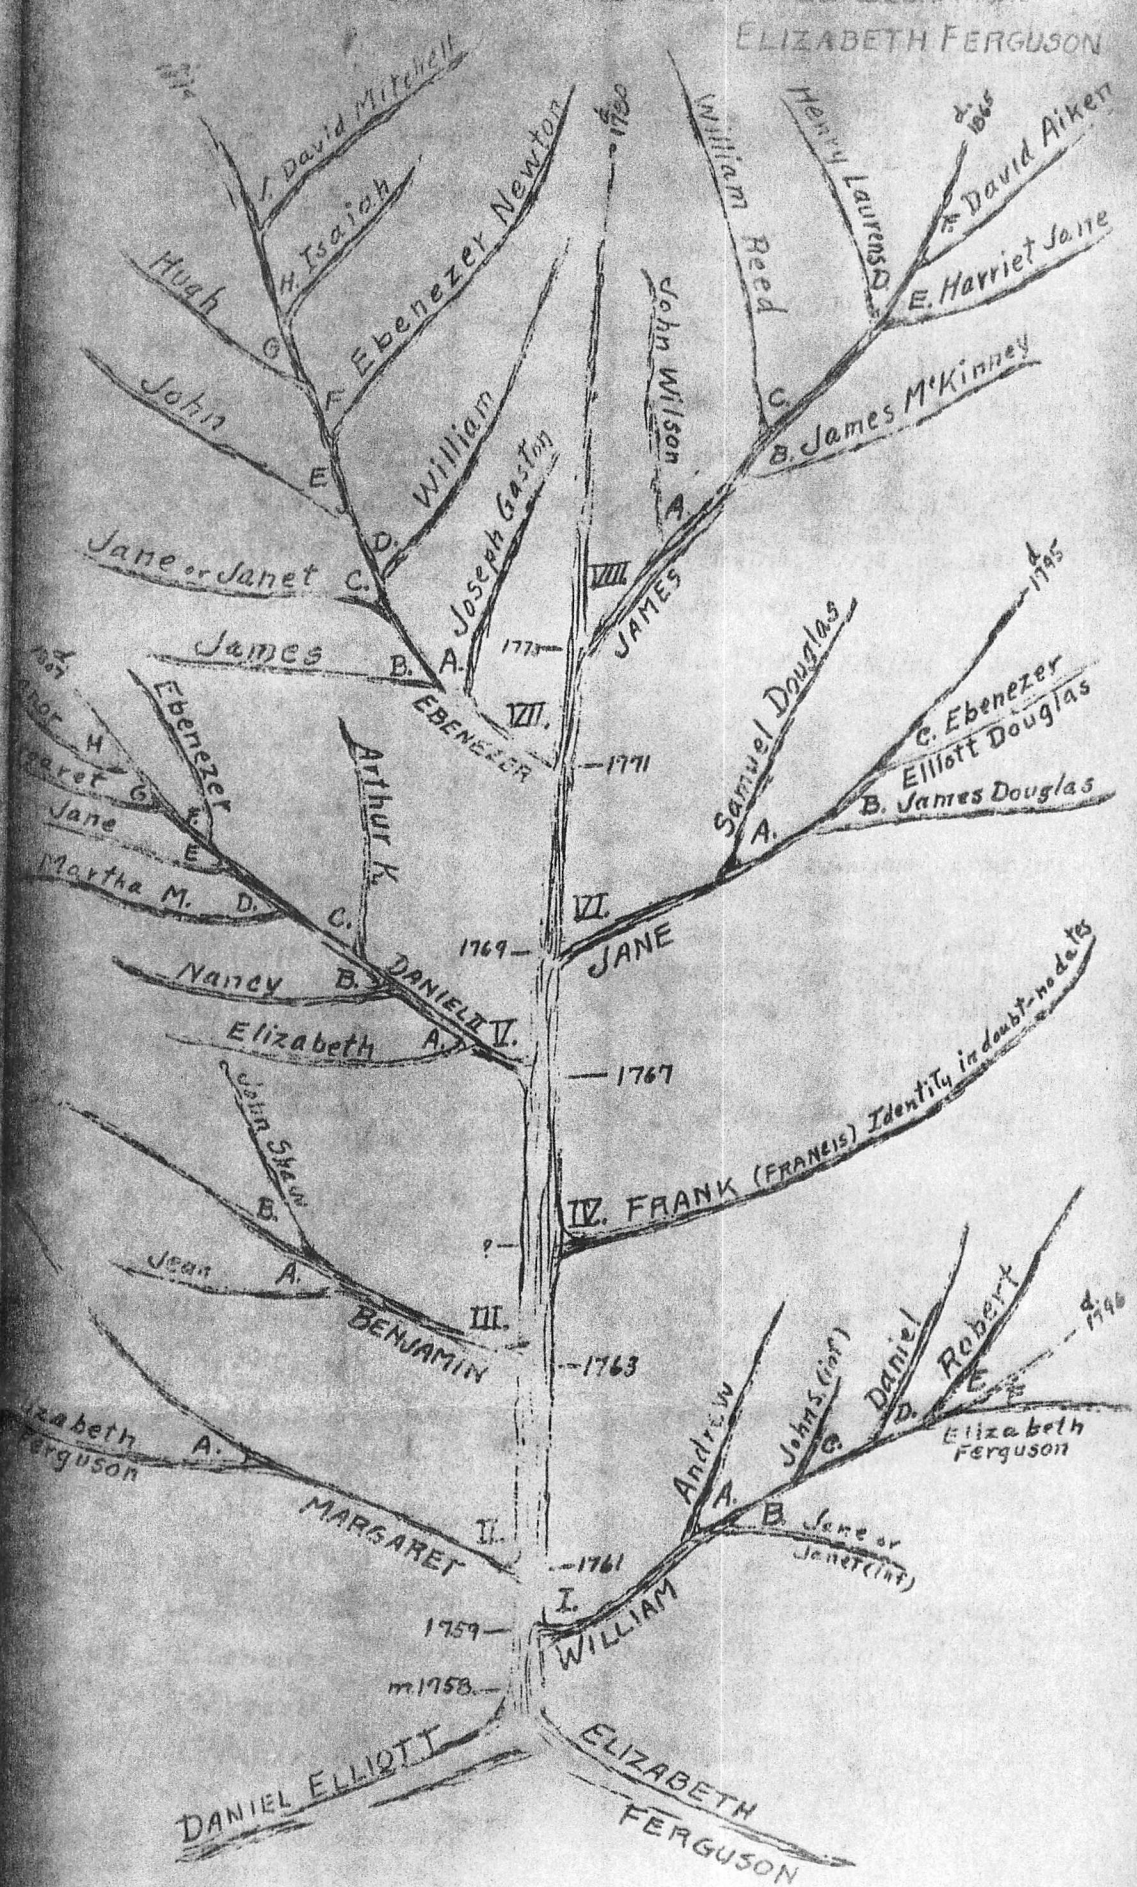 ELIZABETH FERGUSON
I. David Mitchell
H. Isaiah
G Hugh
F Ebenezer Newton
E John
D. William
C. Jane or Janet
B. James
A. Joseph Gaston
EBENEZER
VII.
d. 1780
William Reed
C.
Henry Laurens D.
d. 1865
F. David Aiken
E. Harriet Jane
B. James McKinney
John Wilson
A.
VIII.
JAMES
1773
1771
d. 1807
H
G
Ebenezer
F.
Jane
E
Martha M. D.
Arthur K.
C.
Nancy B.
Elizabeth A.
DANIEL II V.
Samuel Douglas
A.
d. 1795
C. Ebenezer
Elliott Douglas
B. James Douglas
VI.
JANE
1769
1767
IV. FRANK (FRANCIS) Identity in doubt-no dates
?
John Shaw
B.
Jean A.
BENJAMIN
III.
1763
Ferguson
A.
MARGARET
II.
1761
Andrew
A.
B. Jane or
Janet (inf)
John S. (inf)
C.
Daniel
D.
Robert
E.
d. 1796
F
Elizabeth
Ferguson
I.
WILLIAM
1759
m.1758
DANIEL ELLIOTT
ELIZABETH
FERGUSON